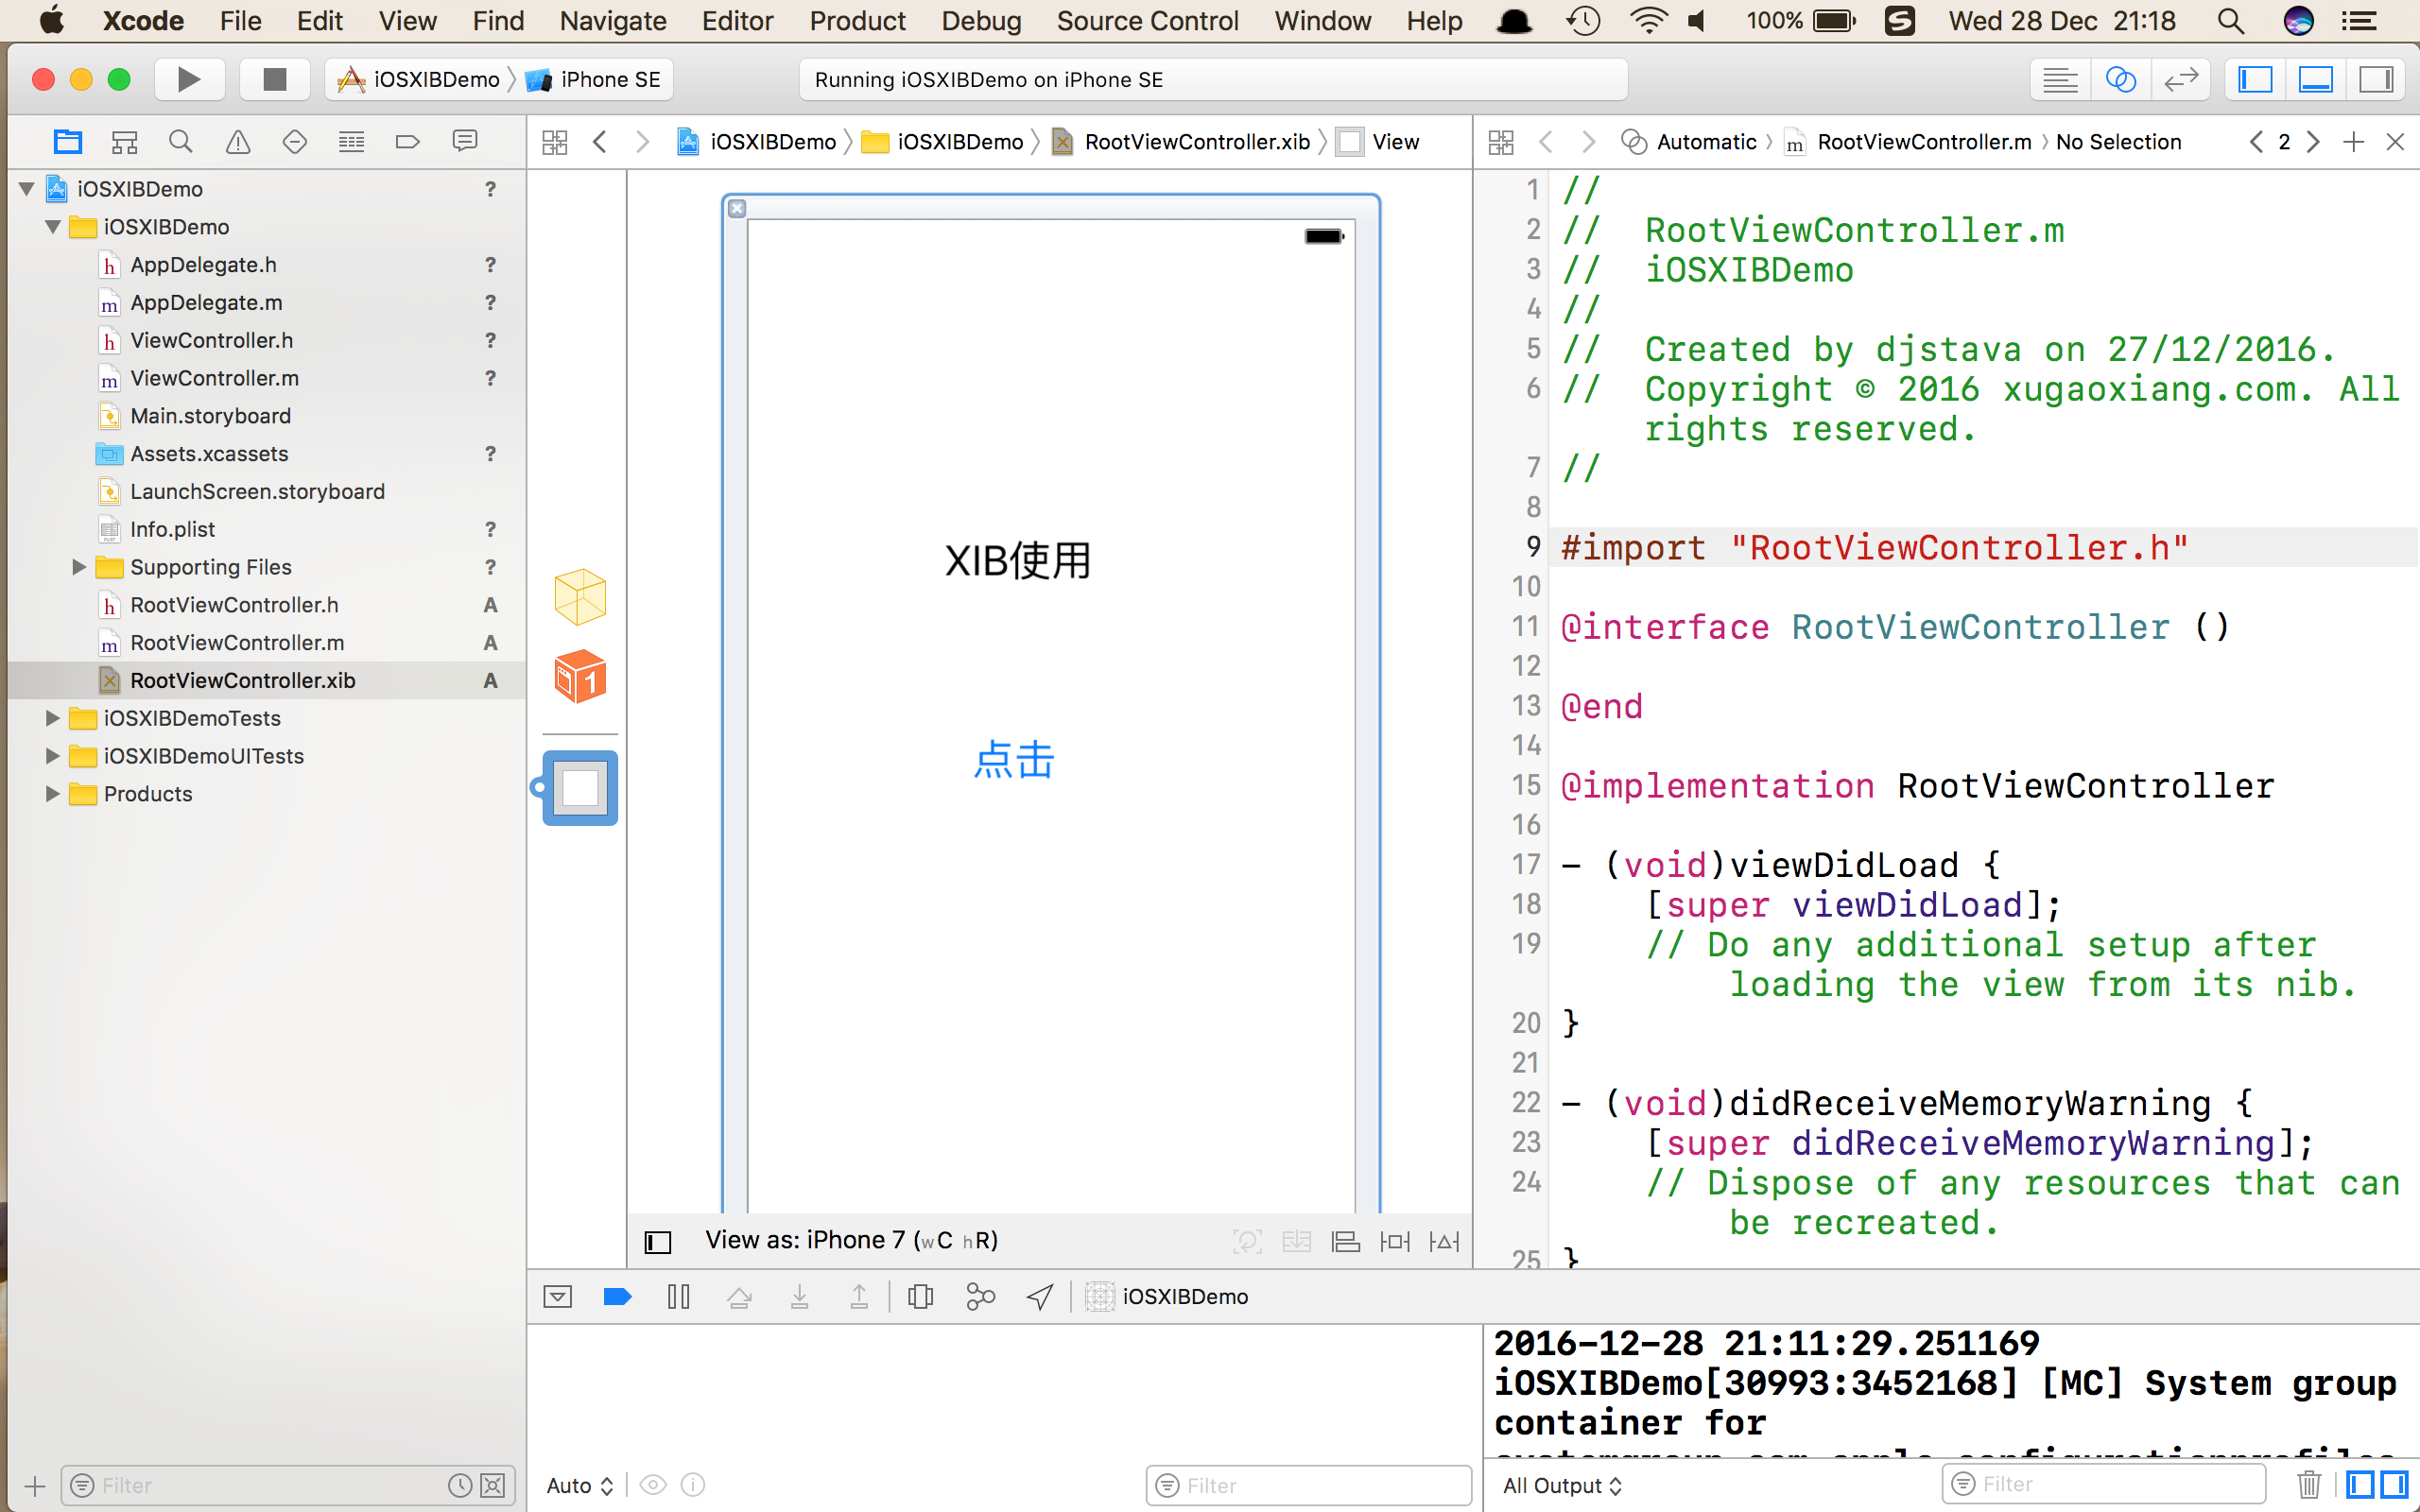 Xcode File Edit View Find Navigate Editor Product Debug Source Control Window Help 100% Wed 28 Dec 21:18
iOSXIBDemo iPhone SE
Running iOSXIBDemo on iPhone SE
iOSXIBDemo iOSXIBDemo RootViewController.xib View
Automatic RootViewController.m No Selection 2
iOSXIBDemo ?
iOSXIBDemo
AppDelegate.h ?
AppDelegate.m ?
ViewController.h ?
ViewController.m ?
Main.storyboard
Assets.xcassets ?
LaunchScreen.storyboard
Info.plist ?
Supporting Files ?
RootViewController.h A
RootViewController.m A
RootViewController.xib A
iOSXIBDemoTests
iOSXIBDemoUITests
Products
Filter
XIB使用
点击
View as: iPhone 7 (wC hR)
1 //
2 // RootViewController.m
3 // iOSXIBDemo
4 //
5 // Created by djstava on 27/12/2016.
6 // Copyright © 2016 xugaoxiang.com. All
rights reserved.
7 //
8
9 #import "RootViewController.h"
10
11 @interface RootViewController ()
12
13 @end
14
15 @implementation RootViewController
16
17 - (void)viewDidLoad {
18 [super viewDidLoad];
19 // Do any additional setup after
loading the view from its nib.
20 }
21
22 - (void)didReceiveMemoryWarning {
23 [super didReceiveMemoryWarning];
24 // Dispose of any resources that can
be recreated.
25 }
iOSXIBDemo
Auto
Filter
2016-12-28 21:11:29.251169
iOSXIBDemo[30993:3452168] [MC] System group
container for
All Output
Filter